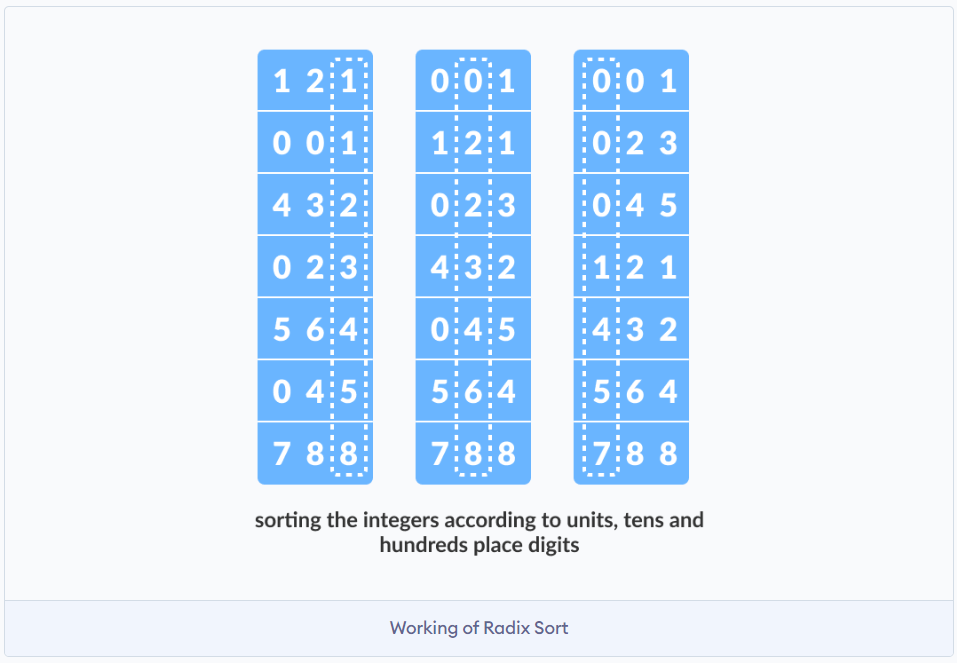 1 2 1
0 0 1
4 3 2
0 2 3
5 6 4
0 4 5
7 8 8
0 0 1
1 2 1
0 2 3
4 3 2
0 4 5
5 6 4
7 8 8
0 0 1
0 2 3
0 4 5
1 2 1
4 3 2
5 6 4
7 8 8
sorting the integers according to units, tens and
hundreds place digits
Working of Radix Sort